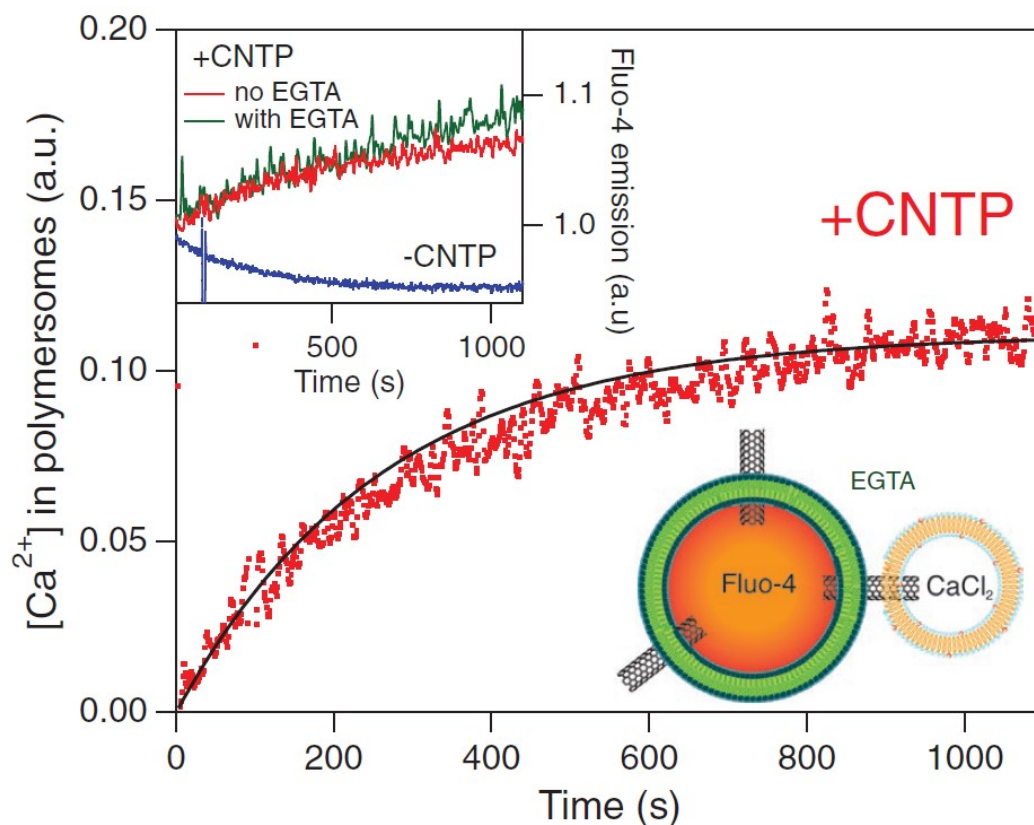 0.20
0.15
0.10
0.05
0.00
[Ca2+] in polymersomes (a.u.)
+CNTP
no EGTA
with EGTA
-CNTP
1.1
1.0
Fluo-4 emission (a.u)
500
1000
Time (s)
+CNTP
EGTA
Fluo-4
CaCl2
0
200
400
600
800
1000
Time (s)